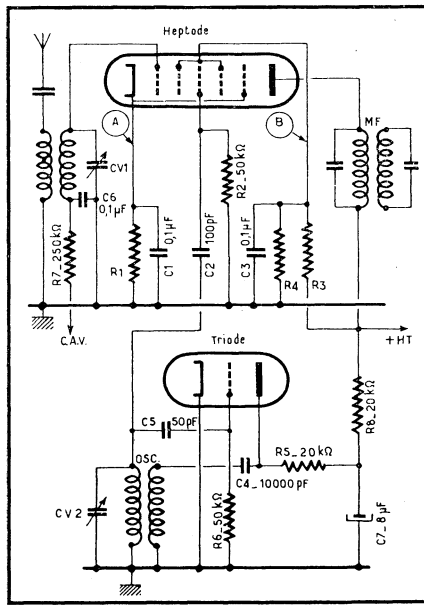 Heptode
A
B
MF
CV1
C6
0,1µF
R2_50kΩ
R7_250kΩ
R1
C1
0,1µF
C2
100pF
C3
0,1µF
R4
R3
C.A.V.
+HT
Triode
C5
50pF
R8_20kΩ
OSC.
R5_20kΩ
C4_10000pF
CV2
R6_50kΩ
C7_8µF